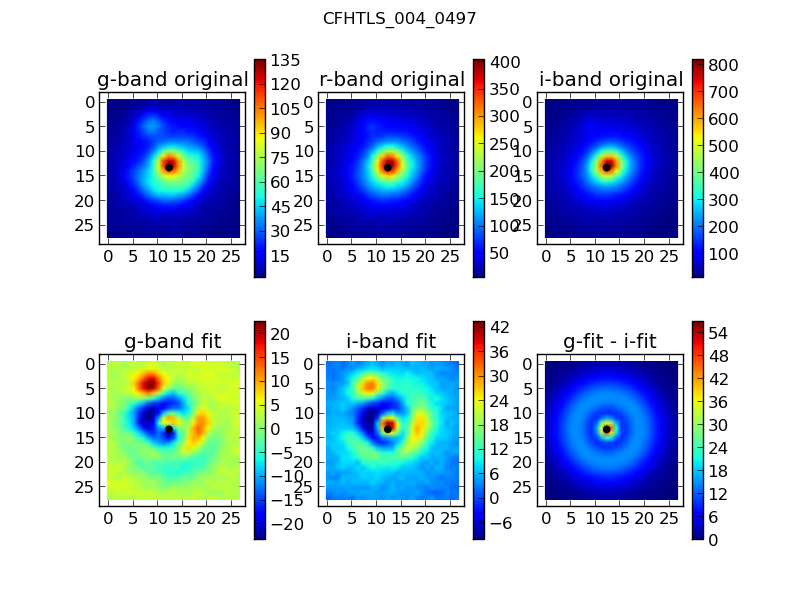 CFHTLS_004_0497
g-band original
r-band original
i-band original
0 5 10 15 20 25
0 5 10 15 20 25
135 120 105 90 75 60 45 30 15
0 5 10 15 20 25
0 5 10 15 20 25
400 350 300 250 200 150 100 50
0 5 10 15 20 25
0 5 10 15 20 25
800 700 600 500 400 300 200 100
g-band fit
i-band fit
g-fit - i-fit
0 5 10 15 20 25
0 5 10 15 20 25
20 15 10 5 0 −5 −10 −15 −20
0 5 10 15 20 25
0 5 10 15 20 25
42 36 30 24 18 12 6 0 −6
0 5 10 15 20 25
0 5 10 15 20 25
54 48 42 36 30 24 18 12 6 0